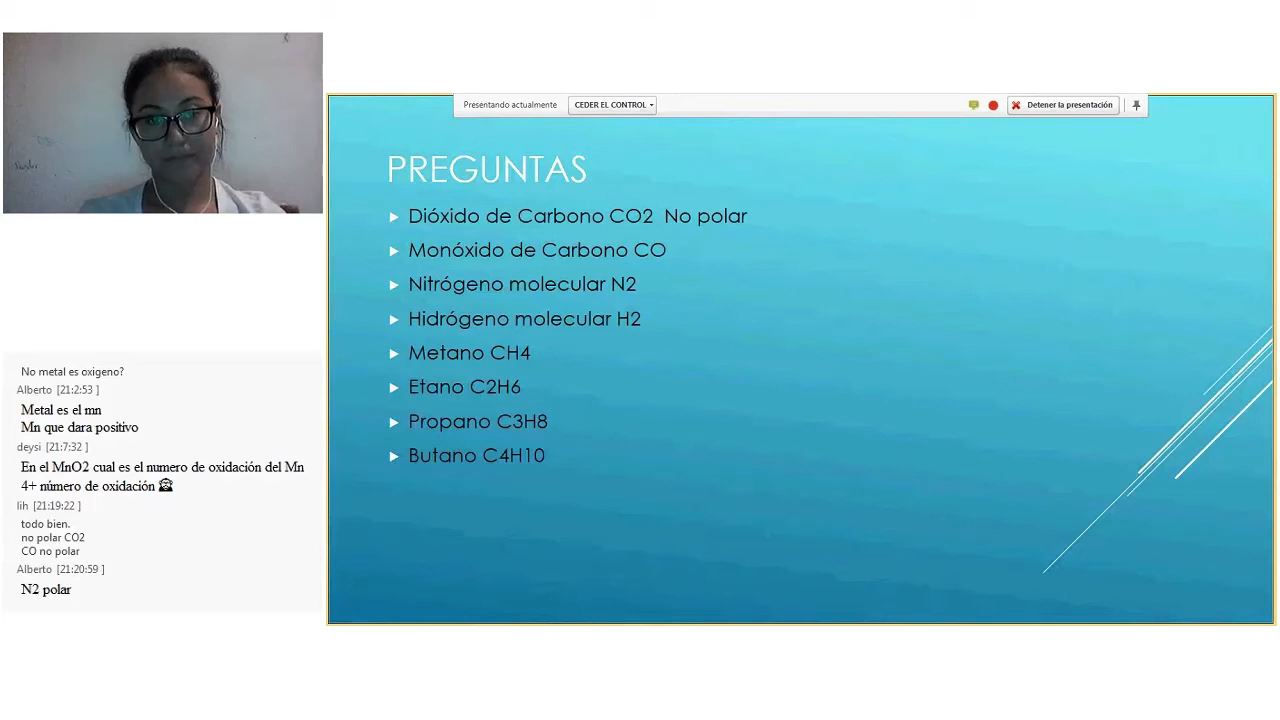 Presentando actualmente
CEDER EL CONTROL
Detener la presentación
PREGUNTAS
Dióxido de Carbono CO2  No polar
Monóxido de Carbono CO
Nitrógeno molecular N2
Hidrógeno molecular H2
Metano CH4
Etano C2H6
Propano C3H8
Butano C4H10
No metal es oxigeno?
Alberto [21:2:53 ]
Metal es el mn
Mn que dara positivo
deysi [21:7:32 ]
En el MnO2 cual es el numero de oxidación del Mn
4+ número de oxidación
lih [21:19:22 ]
todo bien.
no polar CO2
CO no polar
Alberto [21:20:59 ]
N2 polar